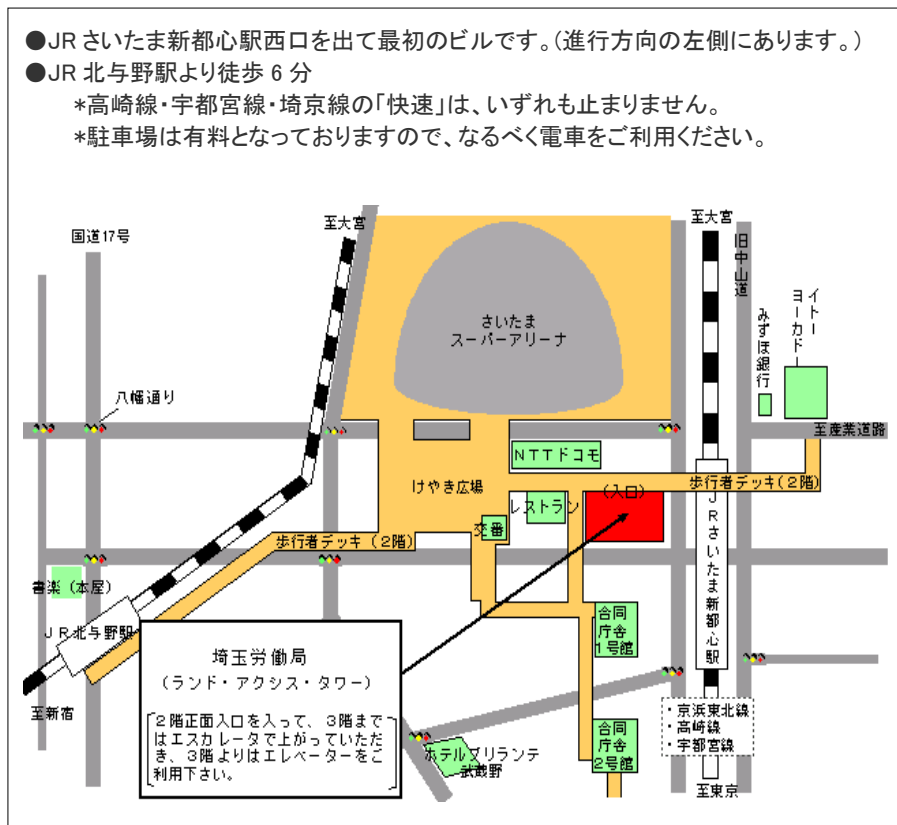 ●JR さいたま新都心駅西口を出て最初のビルです。(進行方向の左側にあります。)
●JR 北与野駅より徒歩 6 分
*高崎線・宇都宮線・埼京線の「快速」は、いずれも止まりません。
*駐車場は有料となっておりますので、なるべく電車をご利用ください。
至大宮
至大宮
国道17号
旧中山道
イトーヨーカドー
みずほ銀行
さいたま
スーパーアリーナ
八幡通り
至産業道路
NTTドコモ
けやき広場
歩行者デッキ(2階)
(入口)
レストラン
交番
歩行者デッキ(2階)
JRさいたま新都心駅
書楽(本屋)
JR北与野駅
合同
庁舎
1号館
埼玉労働局
(ランド・アクシス・タワー)
2階正面入口を入って、3階まで
はエスカレータで上がっていただ
き、3階よりはエレベーターをご
利用下さい。
至新宿
・京浜東北線
・高崎線
・宇都宮線
合同
庁舎
2号館
ホテルブリランテ
武蔵野
至東京